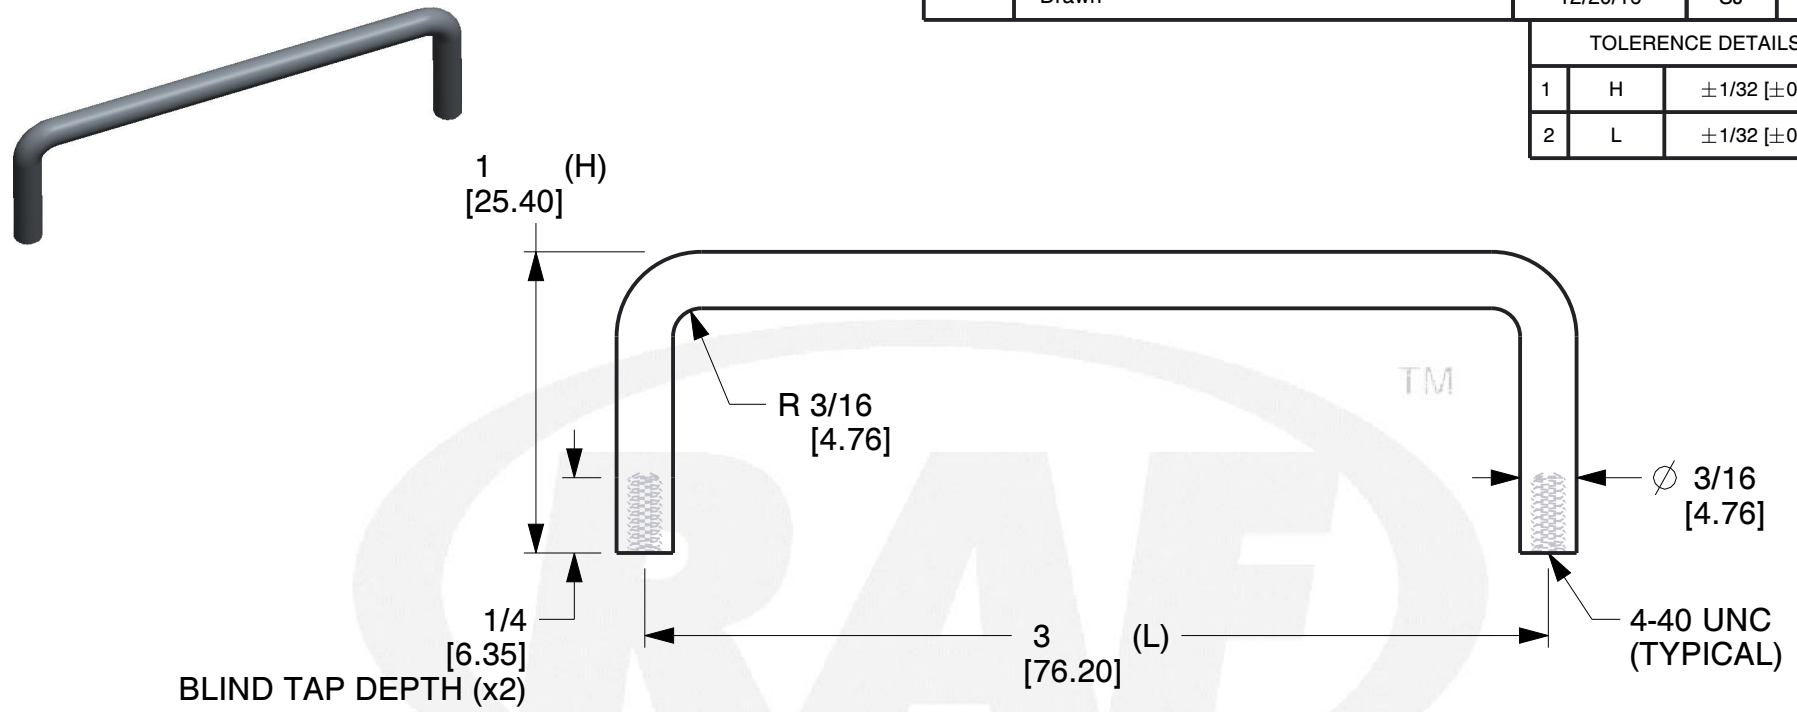 TOLERENCE DETAILS
1 H ±1/32 [±0
2 L ±1/32 [±0
1 (H)
[25.40]
R 3/16
[4.76]
TM
∅ 3/16
[4.76]
1/4
[6.35]
BLIND TAP DEPTH (x2)
3 (L)
[76.20]
4-40 UNC
(TYPICAL)
RAF